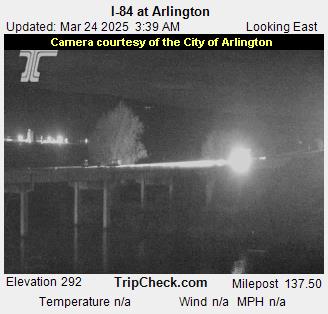 I-84 at Arlington
Updated: Mar 24 2025 3:39 AM Looking East
Camera courtesy of the City of Arlington
Elevation 292 TripCheck.com Milepost 137.50
Temperature n/a Wind n/a MPH n/a